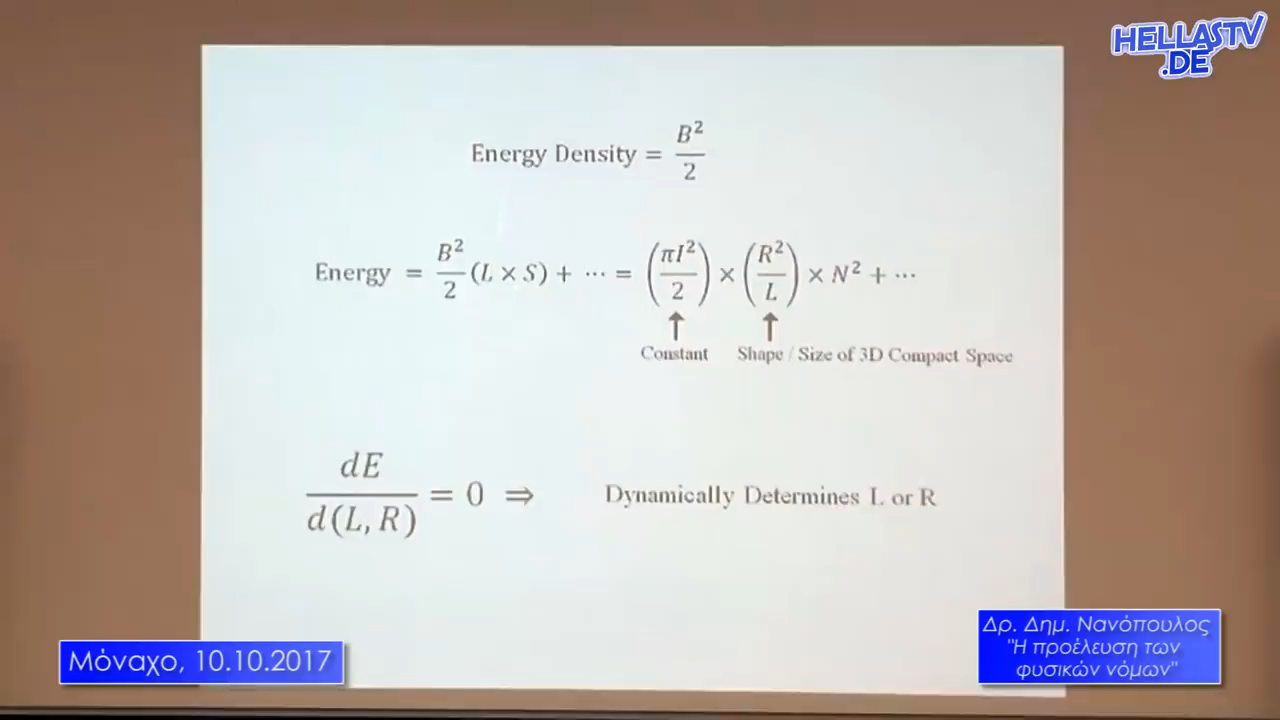 HELLASTV
.DE
Energy Density = B²/2
Energy = B²/2 (L × S) + ⋯ = (πI²/2) × (R²/L) × N² + ⋯
↑ ↑
Constant Shape / Size of 3D Compact Space
dE/d(L, R) = 0 ⇒ Dynamically Determines L or R
Δρ. Δημ. Νανόπουλος
"Η προέλευση των
φυσικών νόμων"
Μόναχο, 10.10.2017